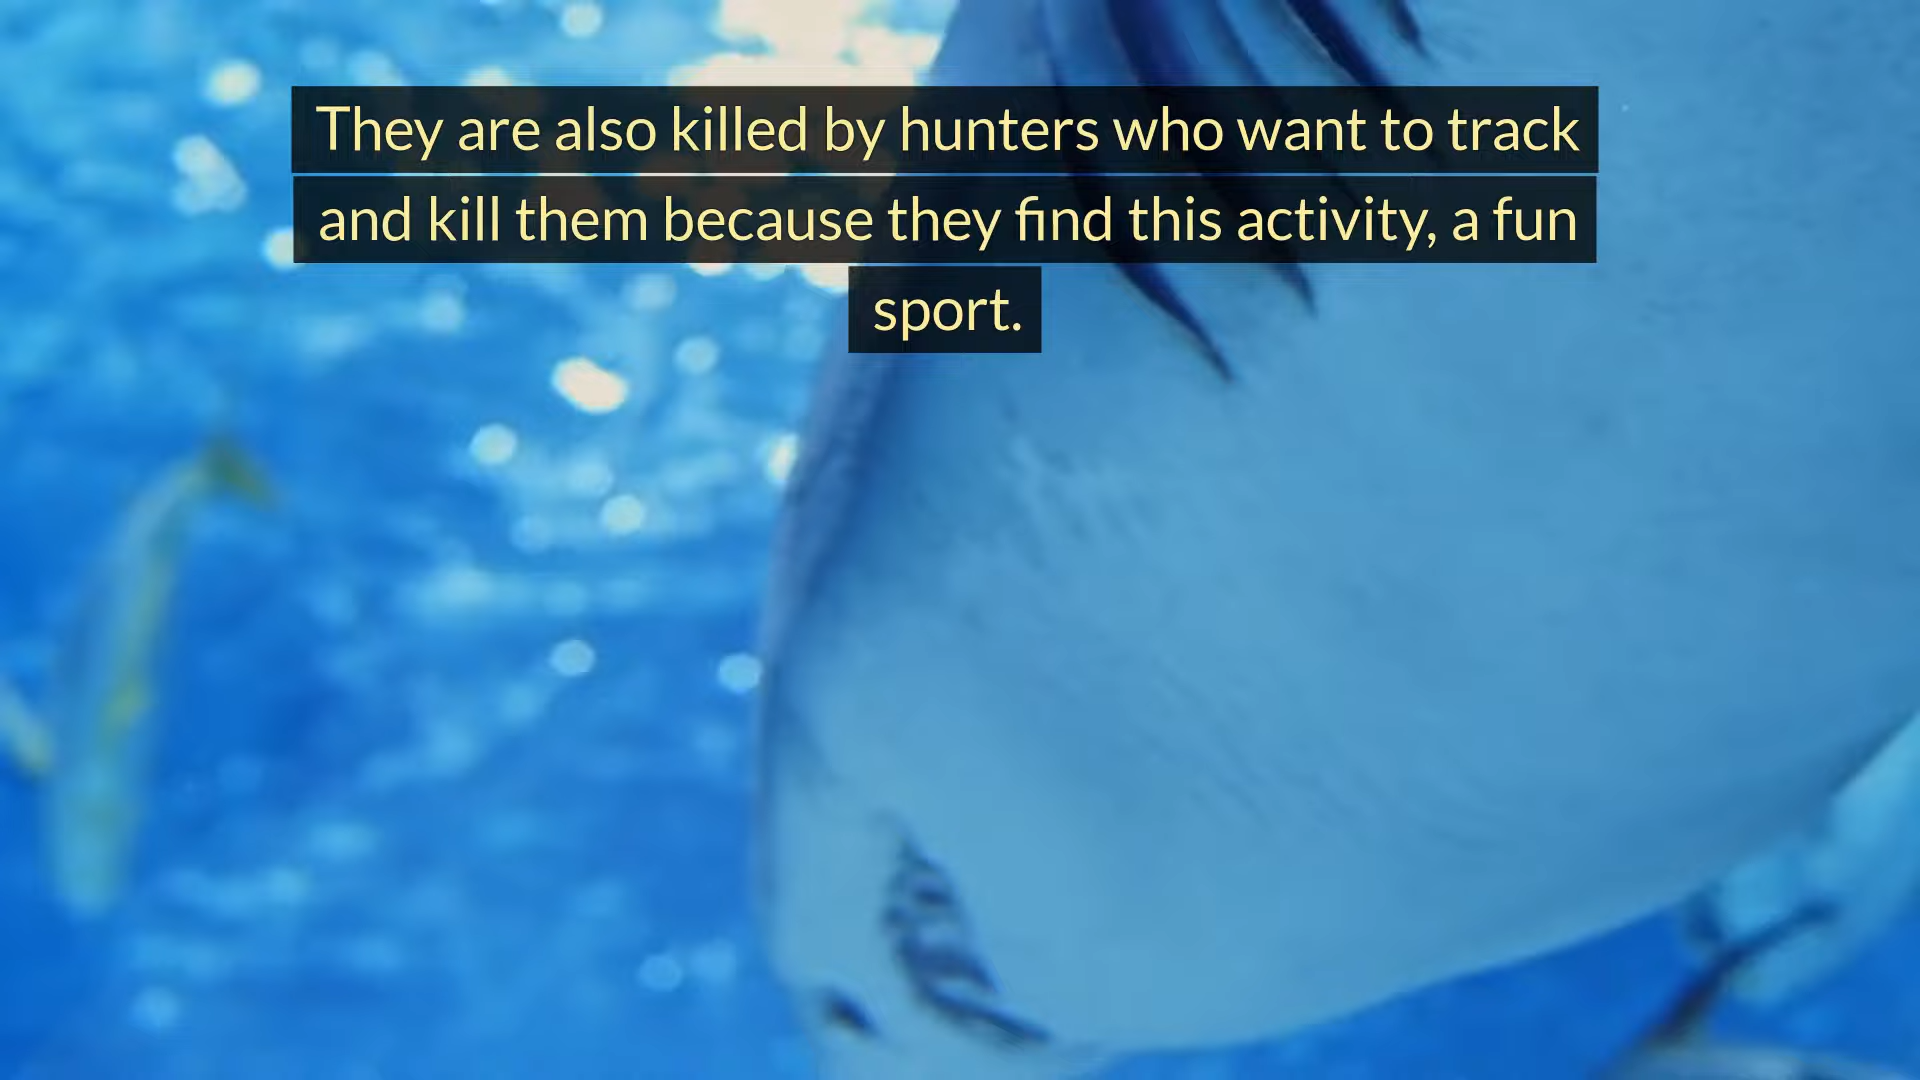 They are also killed by hunters who want to track
and kill them because they find this activity, a fun
sport.